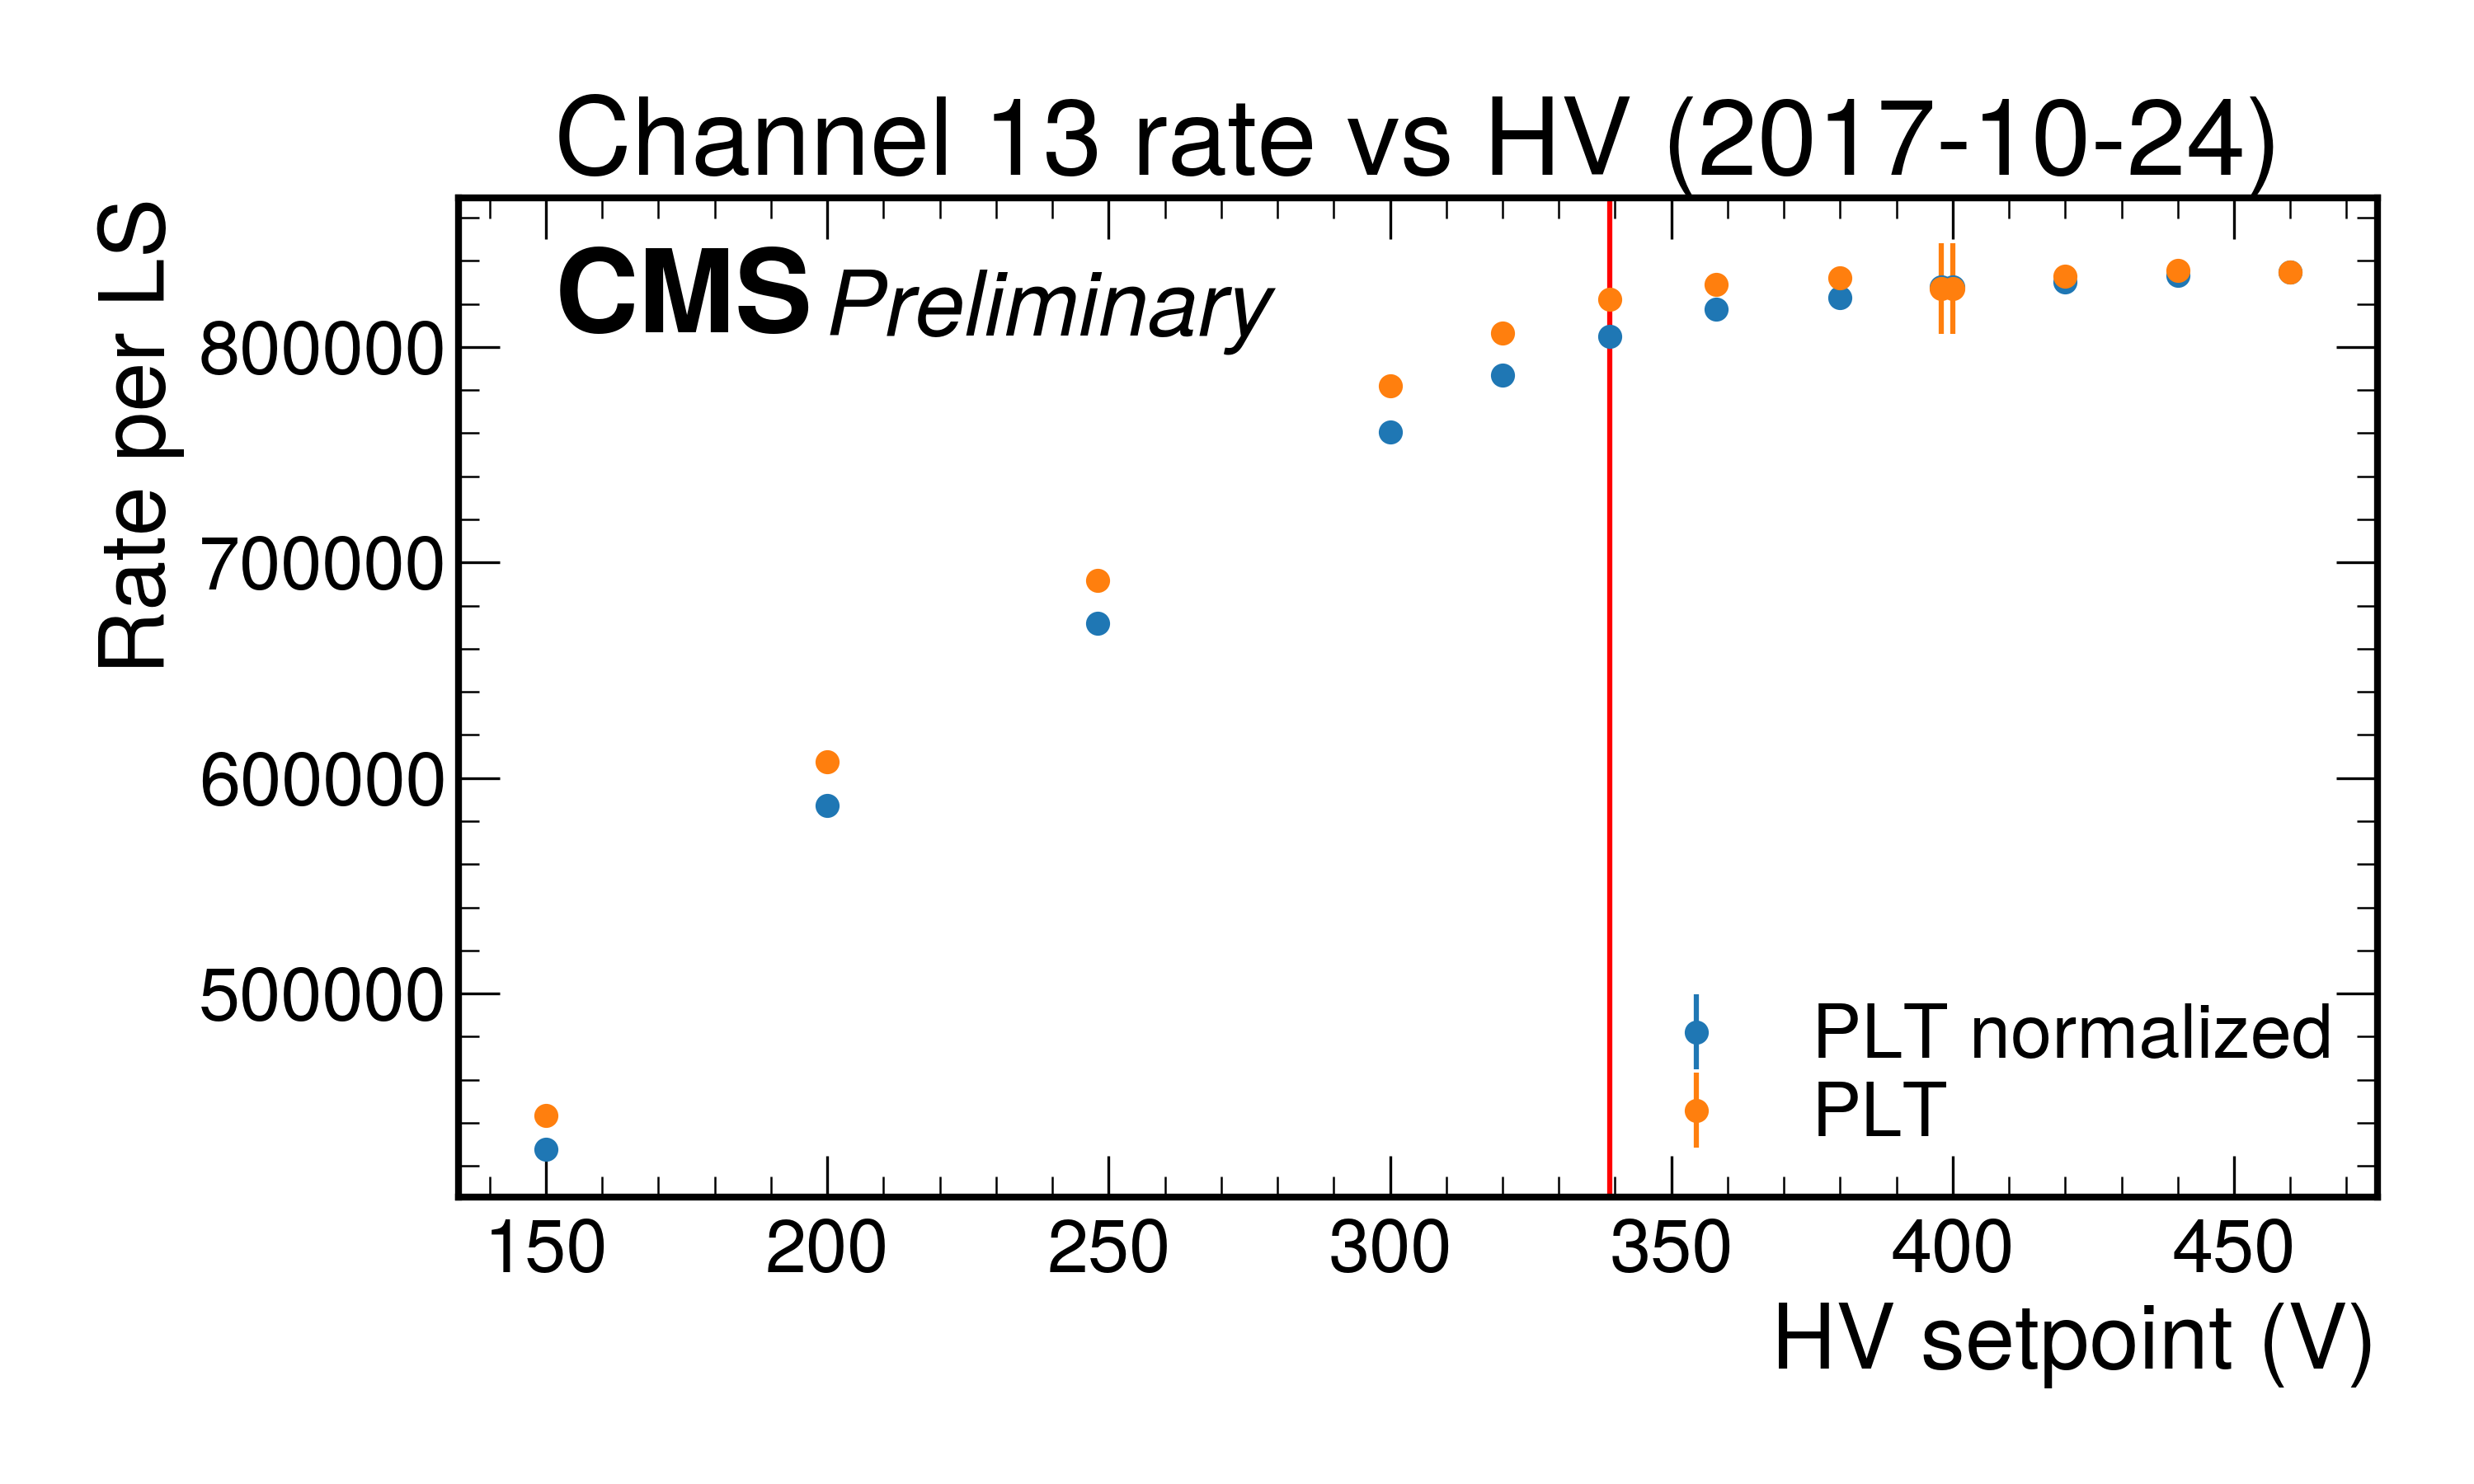 Channel 13 rate vs HV (2017-10-24)
CMS Preliminary
Rate per LS
800000
700000
600000
500000
PLT normalized
PLT
150 200 250 300 350 400 450
HV setpoint (V)